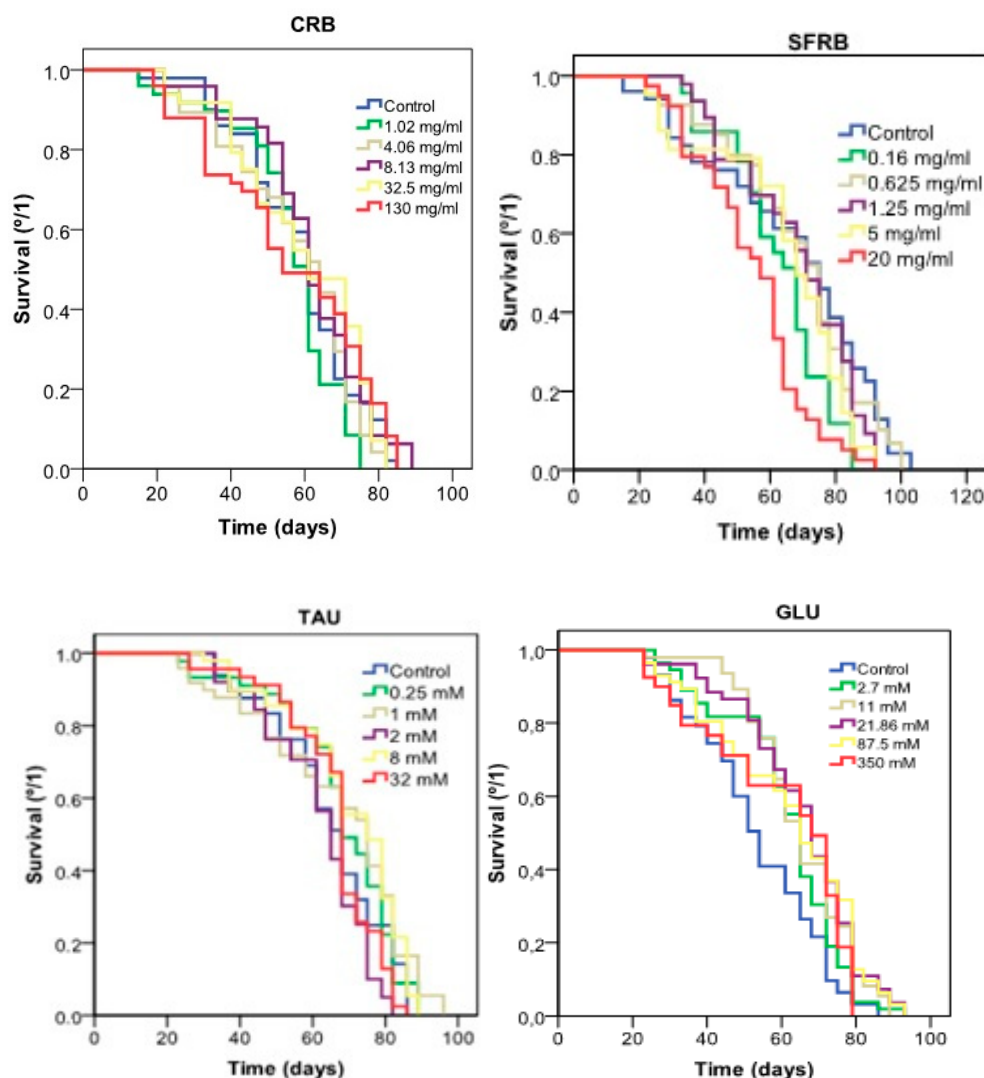 CRB
Survival (º/1)
1.0
0.8
0.6
0.4
0.2
0.0
Control
1.02 mg/ml
4.06 mg/ml
8.13 mg/ml
32.5 mg/ml
130 mg/ml
0 20 40 60 80 100
Time (days)
SFRB
Survival (º/1)
1.0
0.8
0.6
0.4
0.2
0.0
Control
0.16 mg/ml
0.625 mg/ml
1.25 mg/ml
5 mg/ml
20 mg/ml
0 20 40 60 80 100 120
Time (days)
TAU
Survival (º/1)
1.0
0.8
0.6
0.4
0.2
0.0
Control
0.25 mM
1 mM
2 mM
8 mM
32 mM
0 20 40 60 80 100
Time (days)
GLU
Survival (º/1)
1,0
0,8
0,6
0,4
0,2
0,0
Control
2.7 mM
11 mM
21.86 mM
87.5 mM
350 mM
0 20 40 60 80 100
Time (days)